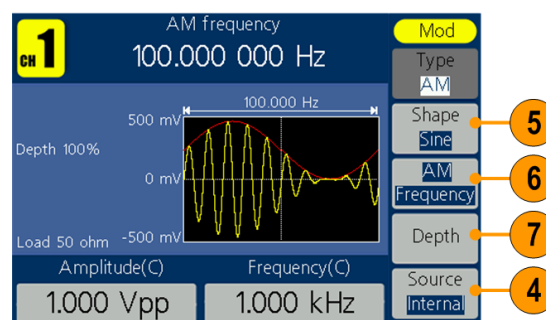 CH 1
AM frequency
100.000 000 Hz
Mod
Type
AM
Shape
Sine
5
AM
Frequency
6
Depth
7
Source
Internal
4
100.000 Hz
500 mV
Depth 100%
0 mV
Load 50 ohm
-500 mV
Amplitude(C)
Frequency(C)
1.000 Vpp
1.000 kHz